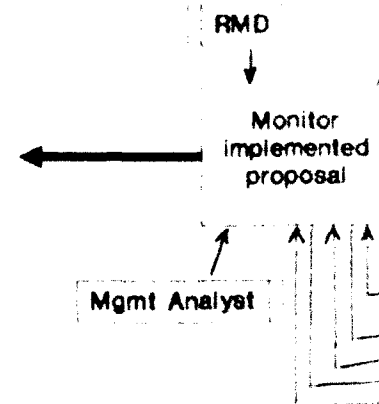 RMD
Monitor
implemented
proposal
Mgmt Analyst